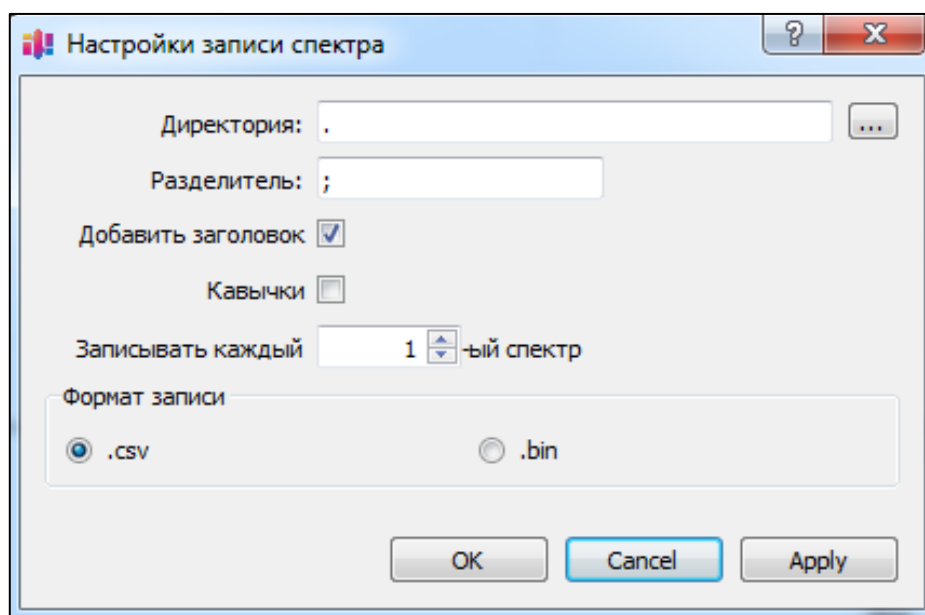 Настройки записи спектра
?
Директория: . ...
Разделитель: ;
Добавить заголовок
Кавычки
Записывать каждый 1 -ый спектр
Формат записи
.csv .bin
OK Cancel Apply